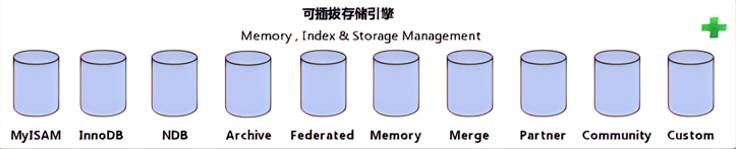 可插拔存储引擎
Memory , Index & Storage Management
MyISAM InnoDB NDB Archive Federated Memory Merge Partner Community Custom